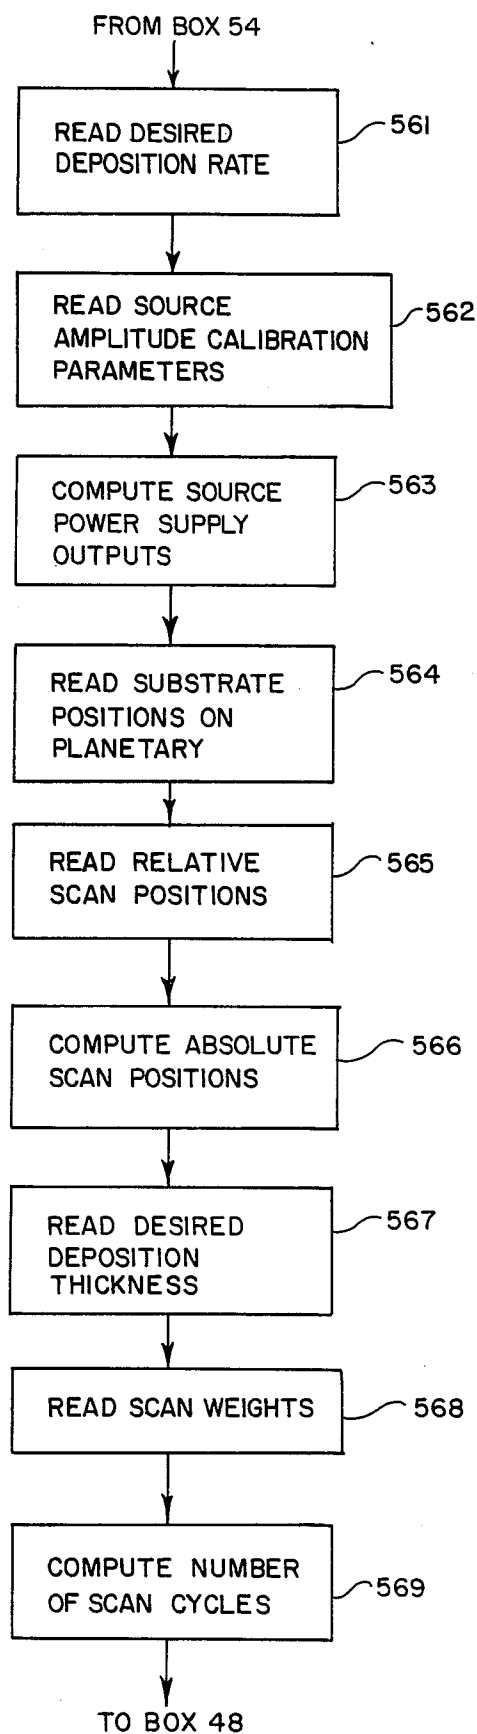 FROM BOX 54
READ DESIRED
DEPOSITION RATE
561
READ SOURCE
AMPLITUDE CALIBRATION
PARAMETERS
562
COMPUTE SOURCE
POWER SUPPLY
OUTPUTS
563
READ SUBSTRATE
POSITIONS ON
PLANETARY
564
READ RELATIVE
SCAN POSITIONS
565
COMPUTE ABSOLUTE
SCAN POSITIONS
566
READ DESIRED
DEPOSITION
THICKNESS
567
READ SCAN WEIGHTS
568
COMPUTE NUMBER
OF SCAN CYCLES
569
TO BOX 48